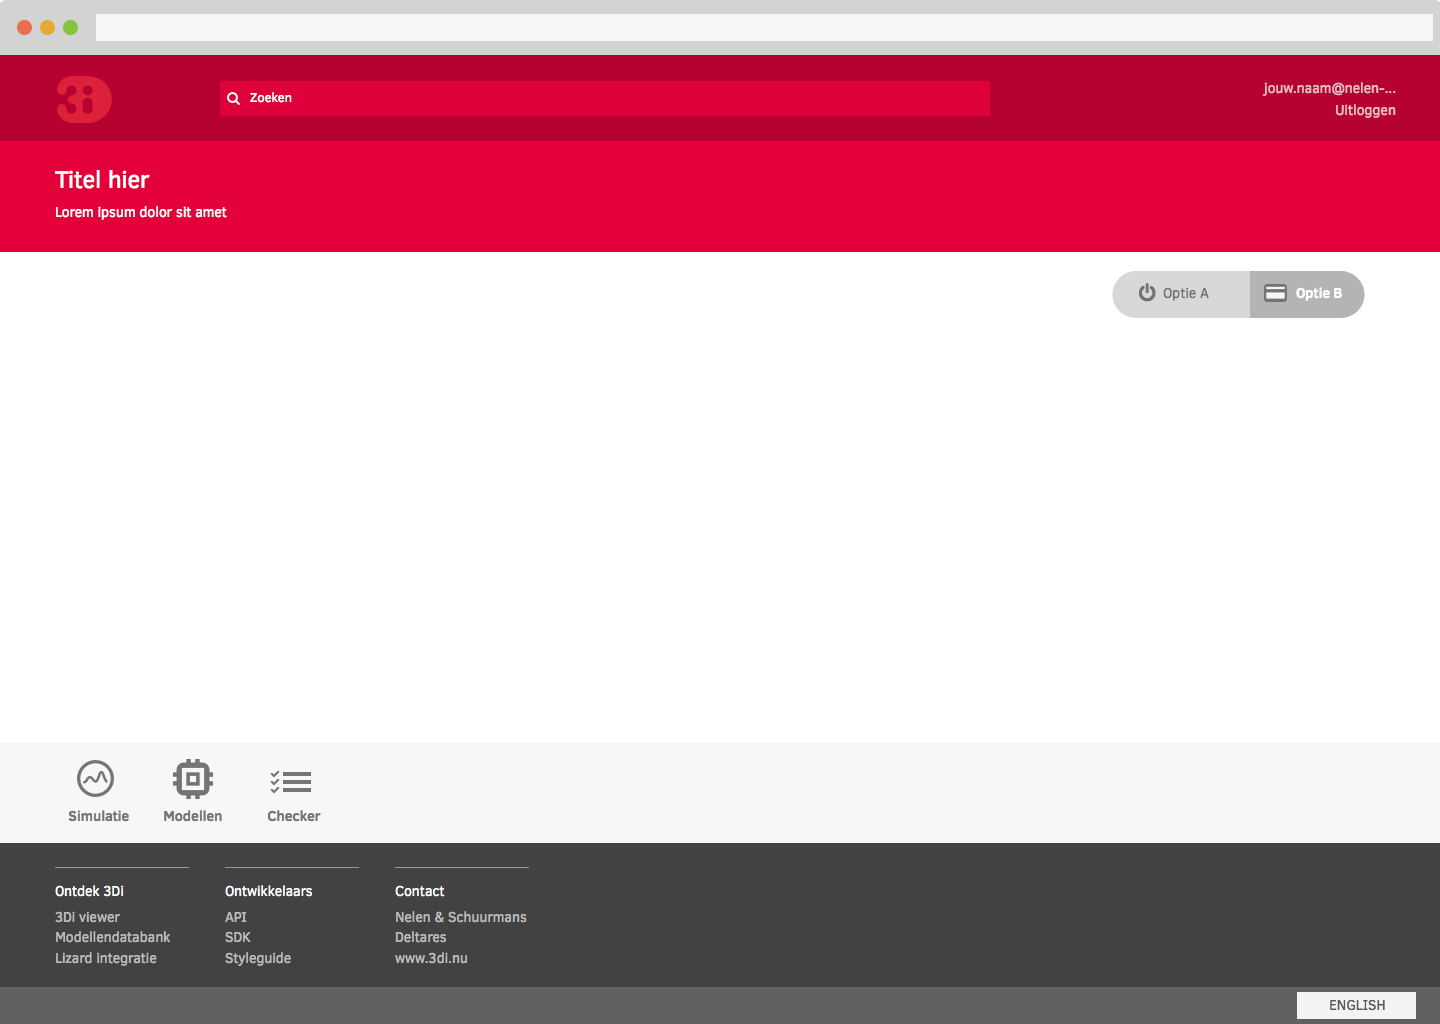 3i
Zoeken
jouw.naam@nelen-...
Uitloggen
Titel hier
Lorem ipsum dolor sit amet
Optie A
Optie B
Simulatie
Modellen
Checker
Ontdek 3Di
3Di viewer
Modellendatabank
Lizard integratie
Ontwikkelaars
API
SDK
Styleguide
Contact
Nelen & Schuurmans
Deltares
www.3di.nu
ENGLISH